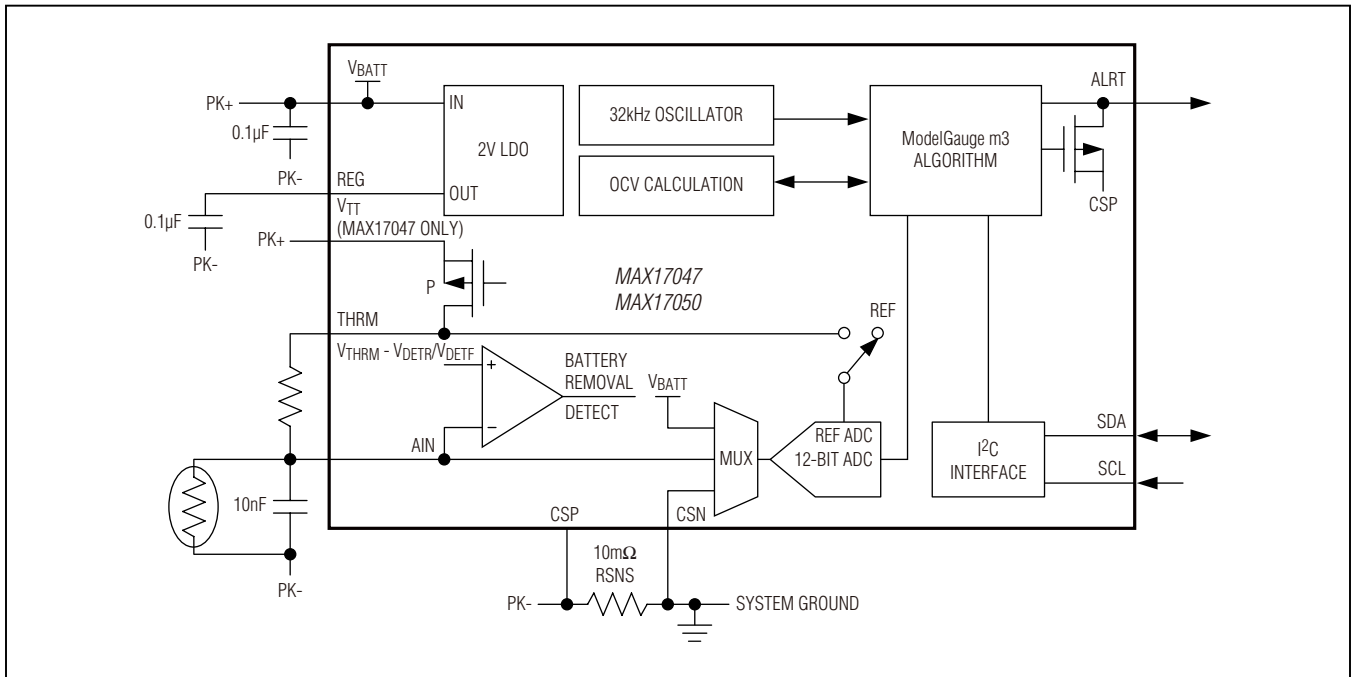 VBATT
PK+
0.1µF
PK-
IN
2V LDO
OUT
32kHz OSCILLATOR
OCV CALCULATION
ModelGauge m3
ALGORITHM
ALRT
CSP
REG
VTT
(MAX17047 ONLY)
0.1µF
PK-
PK+
P
MAX17047
MAX17050
THRM
REF
VTHRM - VDETR/VDETF
+
−
BATTERY
REMOVAL
DETECT
VBATT
AIN
MUX
REF ADC
12-BIT ADC
I2C
INTERFACE
SDA
SCL
10nF
PK-
CSP
CSN
10mΩ
RSNS
PK-
SYSTEM GROUND